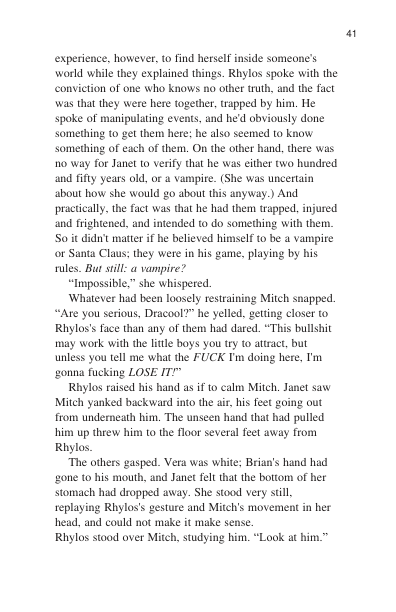 41
experience, however, to find herself inside someone's
world while they explained things. Rhylos spoke with the
conviction of one who knows no other truth, and the fact
was that they were here together, trapped by him. He
spoke of manipulating events, and he'd obviously done
something to get them here; he also seemed to know
something of each of them. On the other hand, there was
no way for Janet to verify that he was either two hundred
and fifty years old, or a vampire. (She was uncertain
about how she would go about this anyway.) And
practically, the fact was that he had them trapped, injured
and frightened, and intended to do something with them.
So it didn't matter if he believed himself to be a vampire
or Santa Claus; they were in his game, playing by his
rules. But still: a vampire?
“Impossible,” she whispered.
Whatever had been loosely restraining Mitch snapped.
“Are you serious, Dracool?” he yelled, getting closer to
Rhylos's face than any of them had dared. “This bullshit
may work with the little boys you try to attract, but
unless you tell me what the FUCK I'm doing here, I'm
gonna fucking LOSE IT!”
Rhylos raised his hand as if to calm Mitch. Janet saw
Mitch yanked backward into the air, his feet going out
from underneath him. The unseen hand that had pulled
him up threw him to the floor several feet away from
Rhylos.
The others gasped. Vera was white; Brian's hand had
gone to his mouth, and Janet felt that the bottom of her
stomach had dropped away. She stood very still,
replaying Rhylos's gesture and Mitch's movement in her
head, and could not make it make sense.
Rhylos stood over Mitch, studying him. “Look at him.”